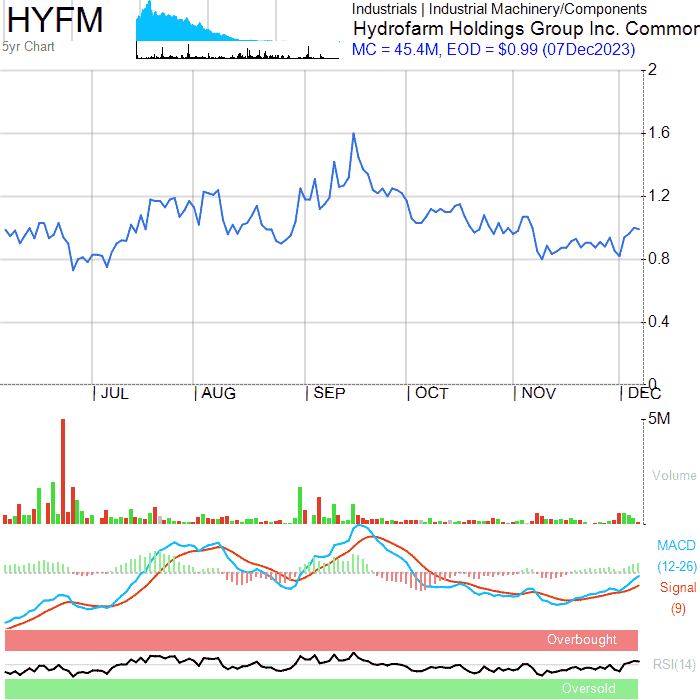 HYFM
5yr Chart
Industrials | Industrial Machinery/Components
Hydrofarm Holdings Group Inc. Common
MC = 45.4M, EOD = $0.99 (07Dec2023)
2
1.6
1.2
0.8
0.4
0
JUL
AUG
SEP
OCT
NOV
DEC
5M
Volume
MACD
(12-26)
Signal
(9)
Overbought
RSI(14)
Oversold